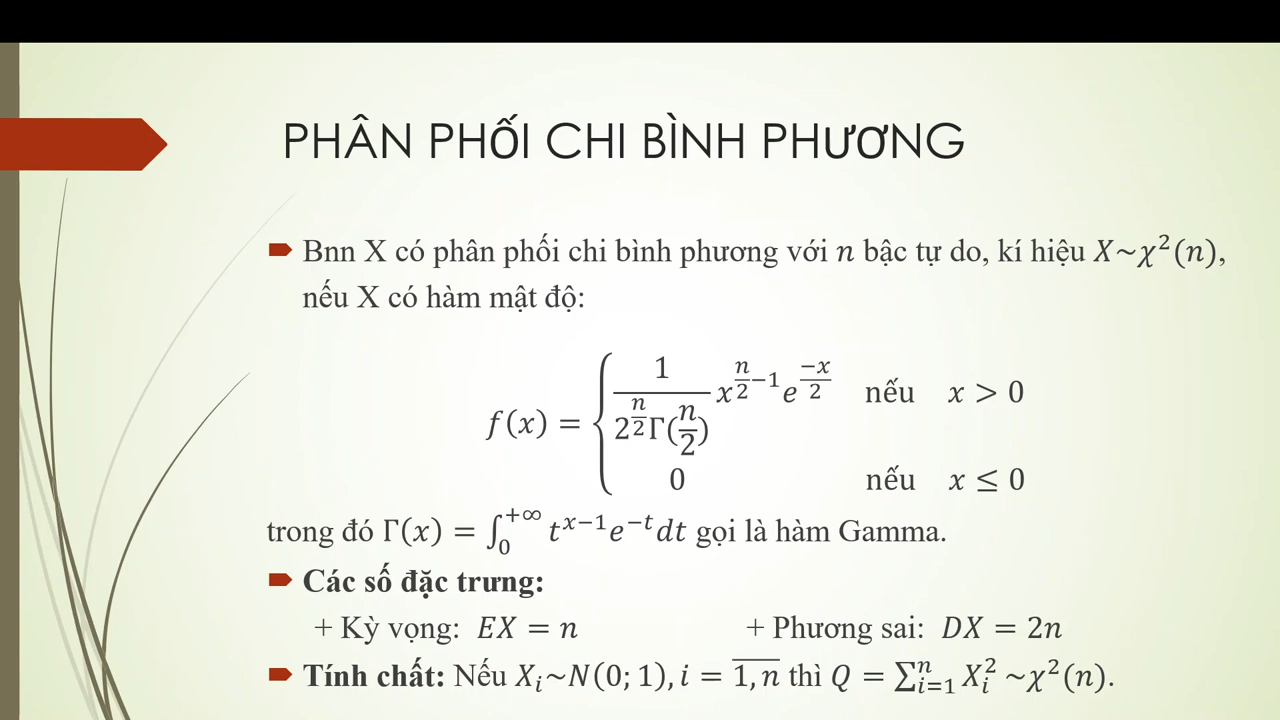 PHÂN PHỐI CHI BÌNH PHƯƠNG
Bnn X có phân phối chi bình phương với n bậc tự do, kí hiệu X~χ²(n),
nếu X có hàm mật độ:
f(x) = { 1/(2^(n/2) Γ(n/2)) x^(n/2 −1) e^(−x/2) nếu x > 0
0 nếu x ≤ 0
trong đó Γ(x) = ∫₀^(+∞) t^(x−1) e^(−t) dt gọi là hàm Gamma.
Các số đặc trưng:
+ Kỳ vọng: EX = n + Phương sai: DX = 2n
Tính chất: Nếu Xᵢ~N(0; 1), i = 1, n thì Q = ∑ᵢ₌₁ⁿ Xᵢ² ~χ²(n).